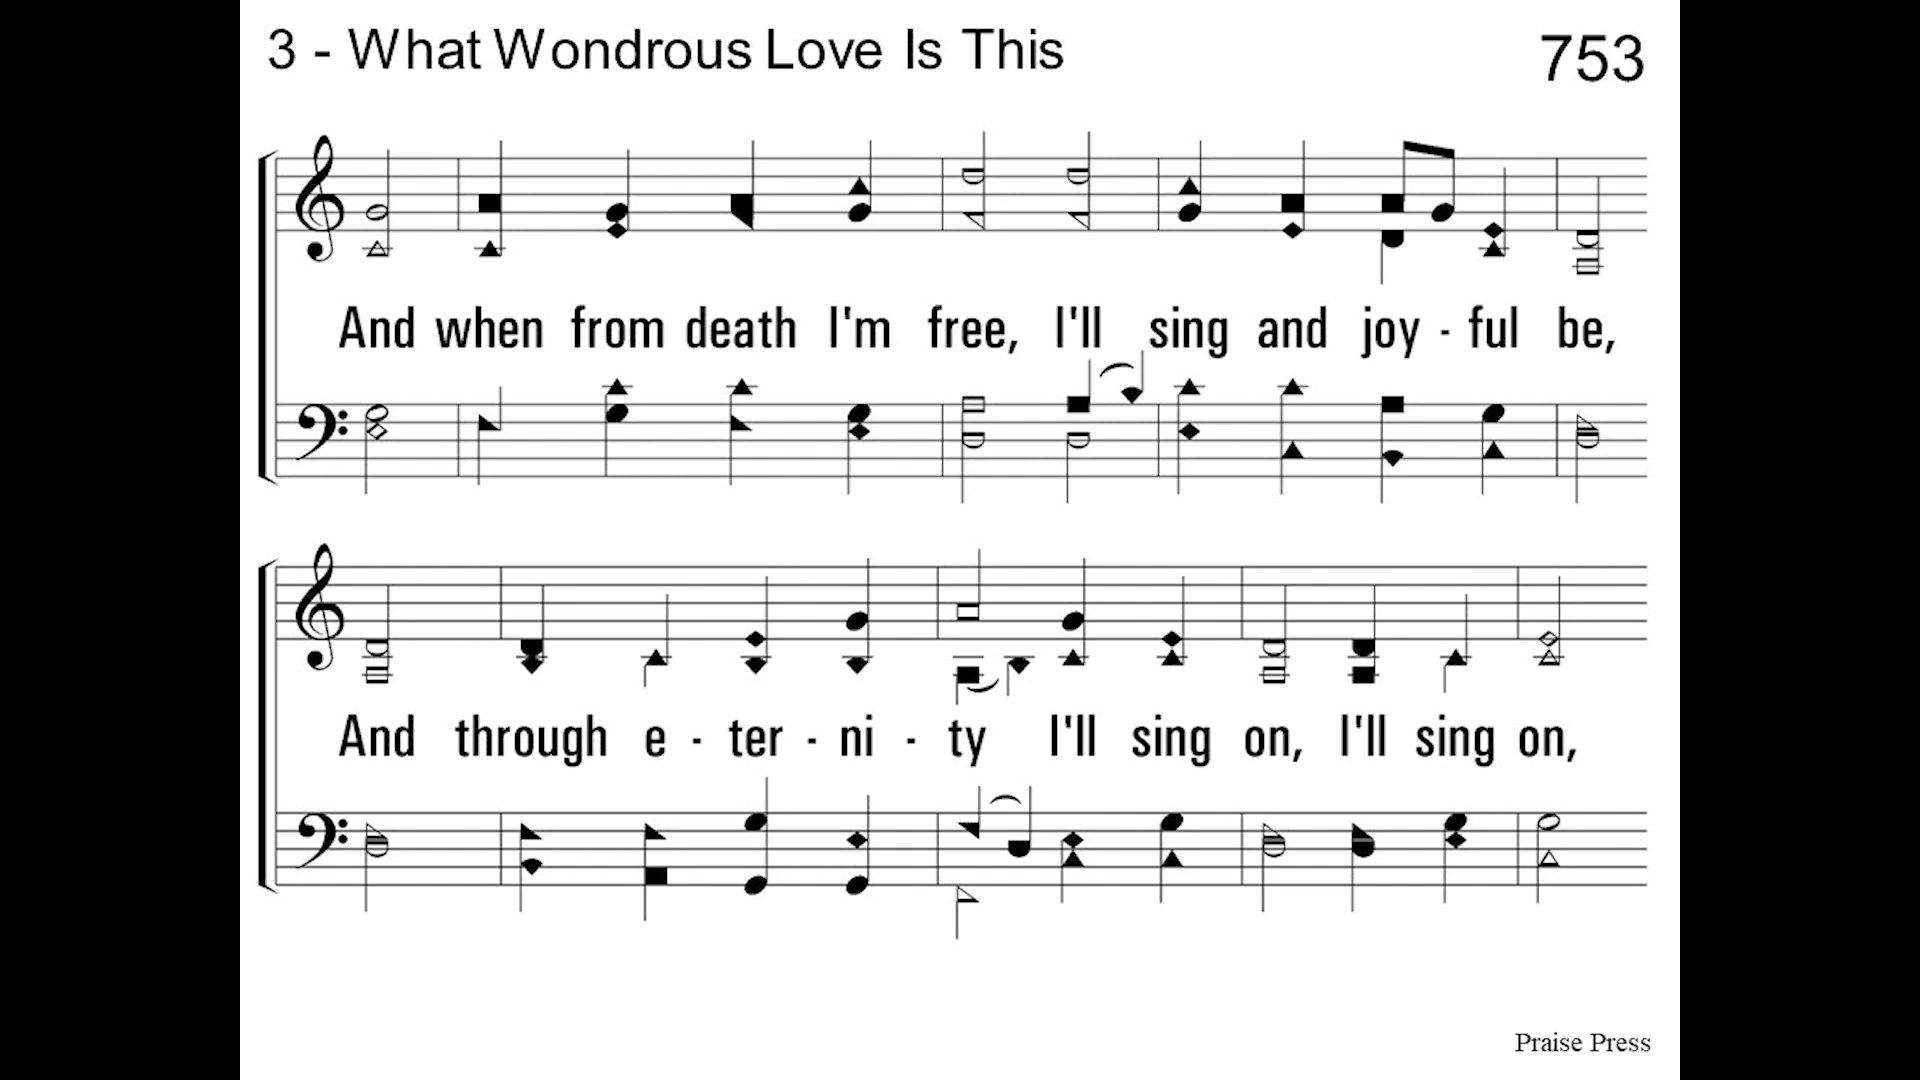 3 - What Wondrous Love Is This
753
And when from death I'm free, I'll sing and joy - ful be,
And through e - ter - ni - ty I'll sing on, I'll sing on,
Praise Press